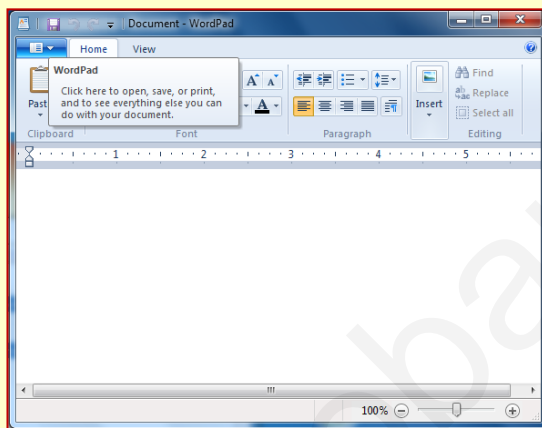 Document - WordPad
Home View
WordPad
Click here to open, save, or print,
and to see everything else you can
do with your document.
Past
A A
A
Insert
Find
Replace
Select all
Clipboard Font Paragraph Editing
1 2 3 4 5
100%